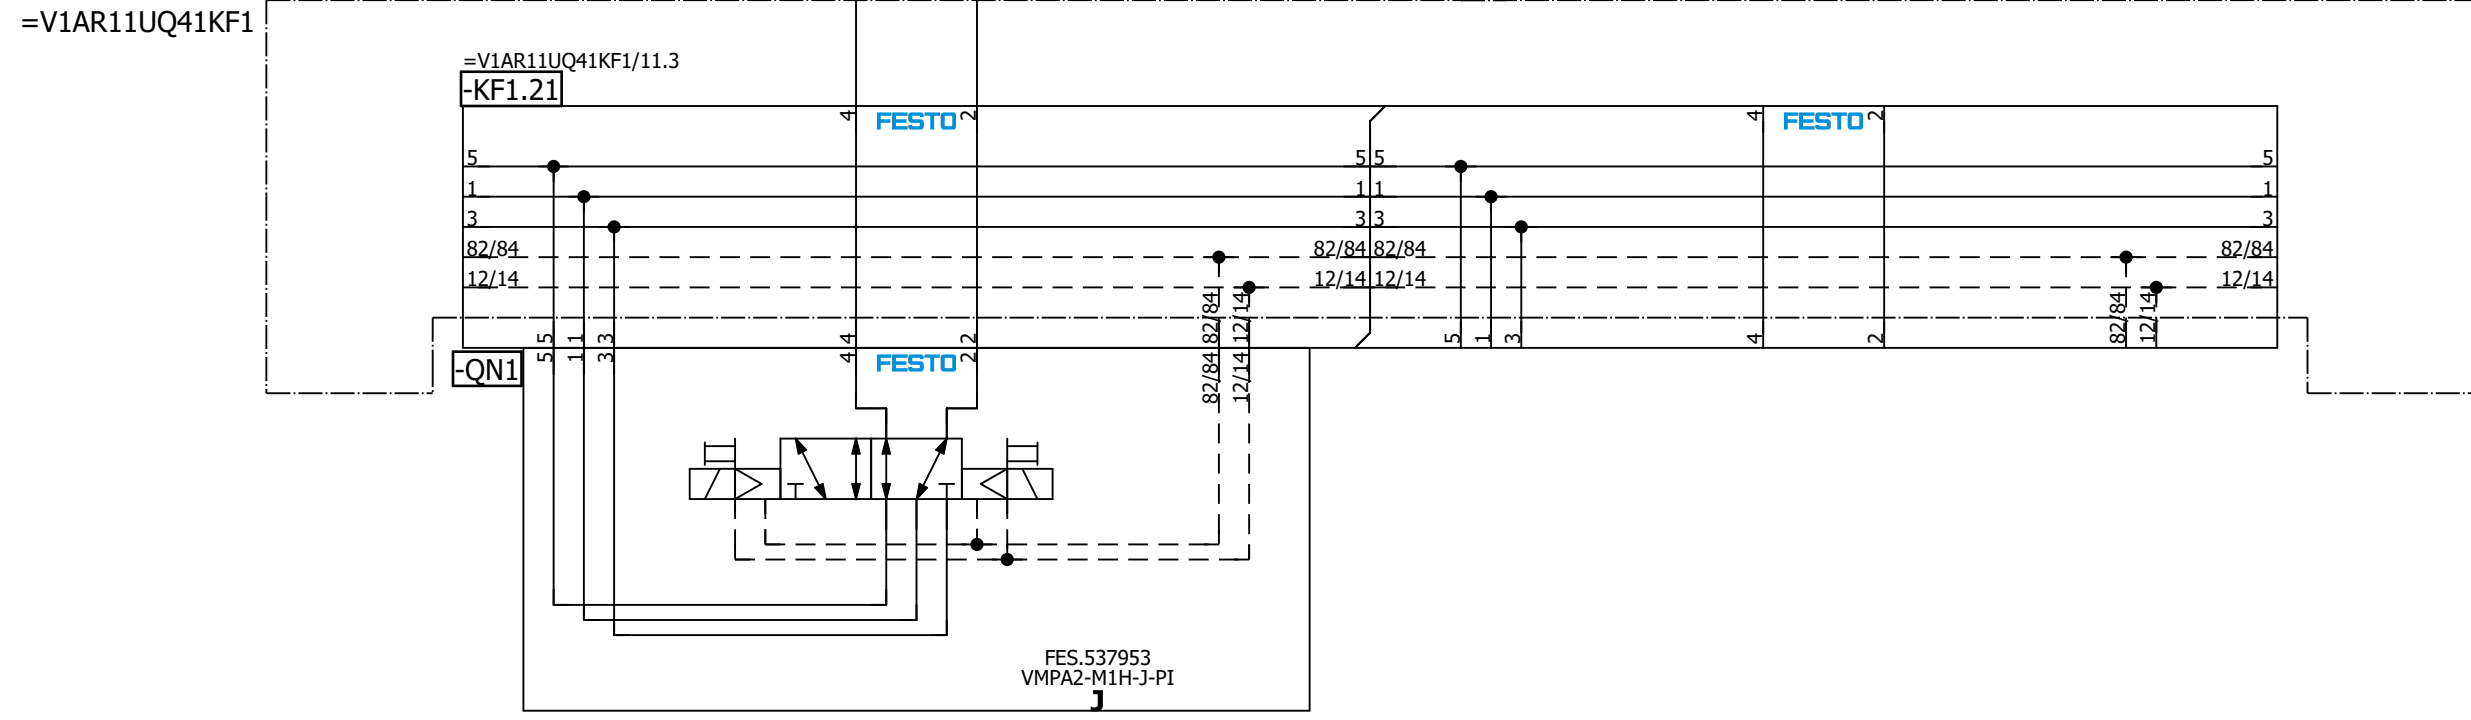 =V1AR11UQ41KF1
=V1AR11UQ41KF1/11.3
-KF1.21
4 FESTO 2 4 FESTO 2
5 5 5 5
1 1 1 1
3 3 3 3
82/84 82/84 82/84 82/84
12/14 12/14 12/14 12/14
5 1 3 4 2 82/84 12/14 5 1 3 4 2 82/84 12/14
-QN1
5 1 3 4 FESTO 2 82/84 12/14
FES.537953
VMPA2-M1H-J-PI
J